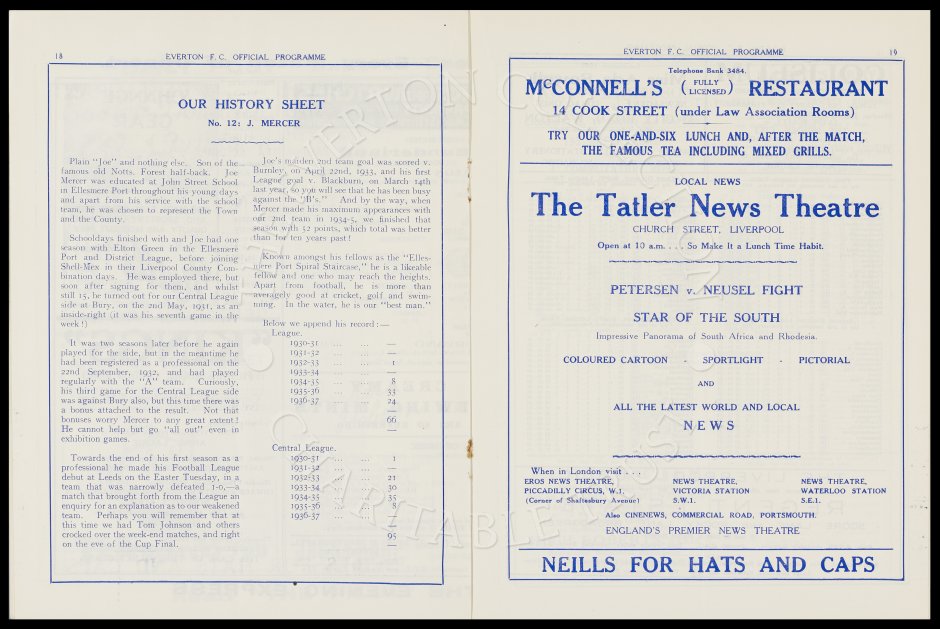 18
EVERTON F.C. OFFICIAL PROGRAMME
OUR HISTORY SHEET
No. 12: J. MERCER
Plain "Joe" and nothing else. Son of the
famous old Notts. Forest half-back. Joe
Mercer was educated at John Street School
in Ellesmere Port throughout his young days
and apart from his service with the school
team, he was chosen to represent the Town
and the County.
Schooldays finished with and Joe had one
season with Elton Green in the Ellesmere
Port and District League, before joining
Shell-Mex in their Liverpool County Com-
bination days. He was employed there, but
soon after signing for them, and whilst
still 15, he turned out for our Central League
side at Bury, on the 2nd May, 1931, as an
inside-right (it was his seventh game in the
week!)
It was two seasons later before he again
played for the side, but in the meantime he
had been registered as a professional on the
22nd September, 1932, and had played
regularly with the "A" team. Curiously,
his third game for the Central League side
was against Bury also, but this time there was
a bonus attached to the result. Not that
bonuses worry Mercer to any great extent!
He cannot help but go "all out" even in
exhibition games.
Towards the end of his first season as a
professional he made his Football League
debut at Leeds on the Easter Tuesday, in a
team that was narrowly defeated 1-0,—a
match that brought forth from the League an
enquiry for an explanation as to our weakened
team. Perhaps you will remember that at
this time we had Tom Johnson and others
crocked over the week-end matches, and right
on the eve of the Cup Final.
Joe's maiden 2nd team goal was scored v.
Burnley, on April 22nd, 1933, and his first
League goal v. Blackburn, on March 14th
last year, so you will see that he has been busy
against the "B's." And by the way, when
Mercer made his maximum appearances with
our 2nd team in 1934-5, we finished that
season with 52 points, which total was better
than for ten years past!
Known amongst his fellows as the "Elles-
mere Port Spiral Staircase," he is a likeable
fellow and one who may reach the heights.
Apart from football, he is more than
averagely good at cricket, golf and swim-
ming. In the water, he is our "best man."
Below we append his record:—
League.
1930-31 ... ... —
1931-32 ... ... —
1932-33 ... ... 1
1933-34 ... ... —
1934-35 ... ... 8
1935-36 ... ... 33
1936-37 ... ... 24
—
66
—
Central League.
1930-31 ... ... 1
1931-32 ... ... —
1932-33 ... ... 21
1933-34 ... ... 30
1934-35 ... ... 35
1935-36 ... ... 8
1936-37 ... ... —
—
95
—
EVERTON F.C. OFFICIAL PROGRAMME
19
Telephone Bank 3484.
McCONNELL'S (FULLY LICENSED) RESTAURANT
14 COOK STREET (under Law Association Rooms)
TRY OUR ONE-AND-SIX LUNCH AND, AFTER THE MATCH,
THE FAMOUS TEA INCLUDING MIXED GRILLS.
LOCAL NEWS
The Tatler News Theatre
CHURCH STREET, LIVERPOOL
Open at 10 a.m. . . . So Make It a Lunch Time Habit.
PETERSEN v. NEUSEL FIGHT
STAR OF THE SOUTH
Impressive Panorama of South Africa and Rhodesia.
COLOURED CARTOON - SPORTLIGHT - PICTORIAL
AND
ALL THE LATEST WORLD AND LOCAL
NEWS
When in London visit . . .
EROS NEWS THEATRE, NEWS THEATRE, NEWS THEATRE,
PICCADILLY CIRCUS, W.1. VICTORIA STATION WATERLOO STATION
(Corner of Shaftesbury Avenue) S.W.1. S.E.1.
Also CINENEWS, COMMERCIAL ROAD, PORTSMOUTH.
ENGLAND'S PREMIER NEWS THEATRE
NEILLS FOR HATS AND CAPS